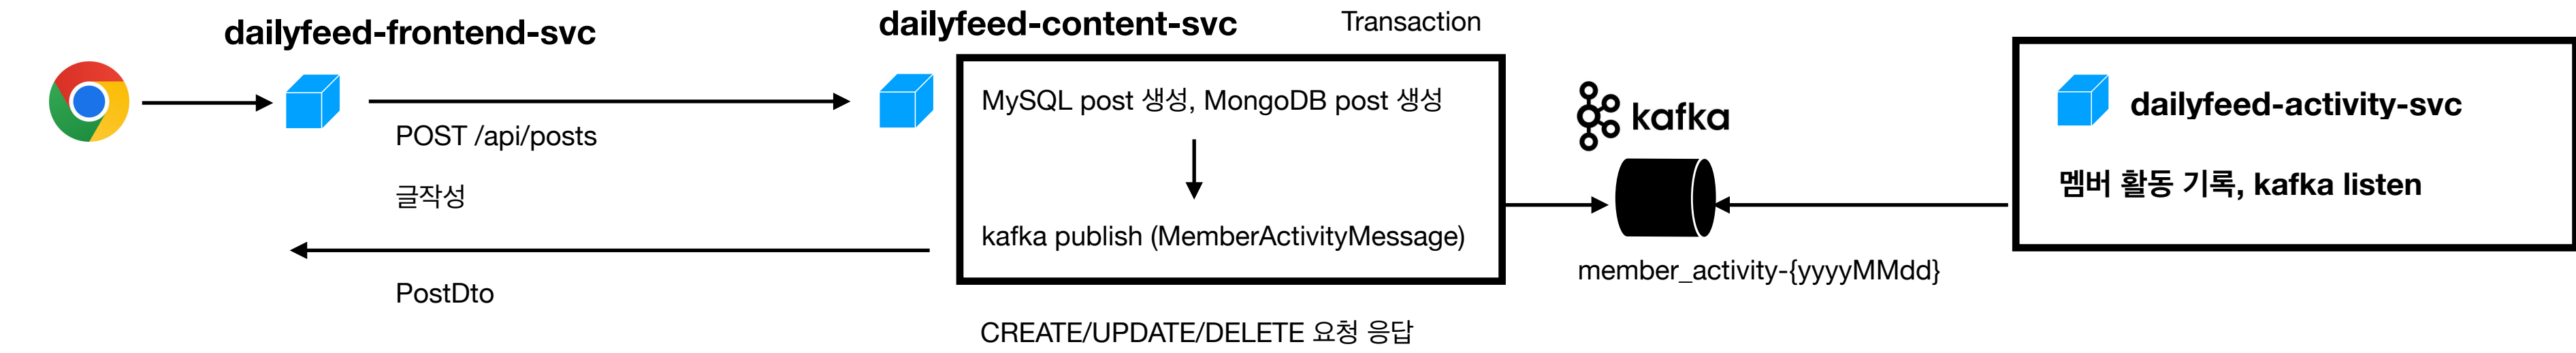 dailyfeed-frontend-svc
POST /api/posts
글작성
PostDto
dailyfeed-content-svc
Transaction
MySQL post 생성, MongoDB post 생성
kafka publish (MemberActivityMessage)
CREATE/UPDATE/DELETE 요청 응답
kafka
member_activity-{yyyyMMdd}
dailyfeed-activity-svc
멤버 활동 기록, kafka listen